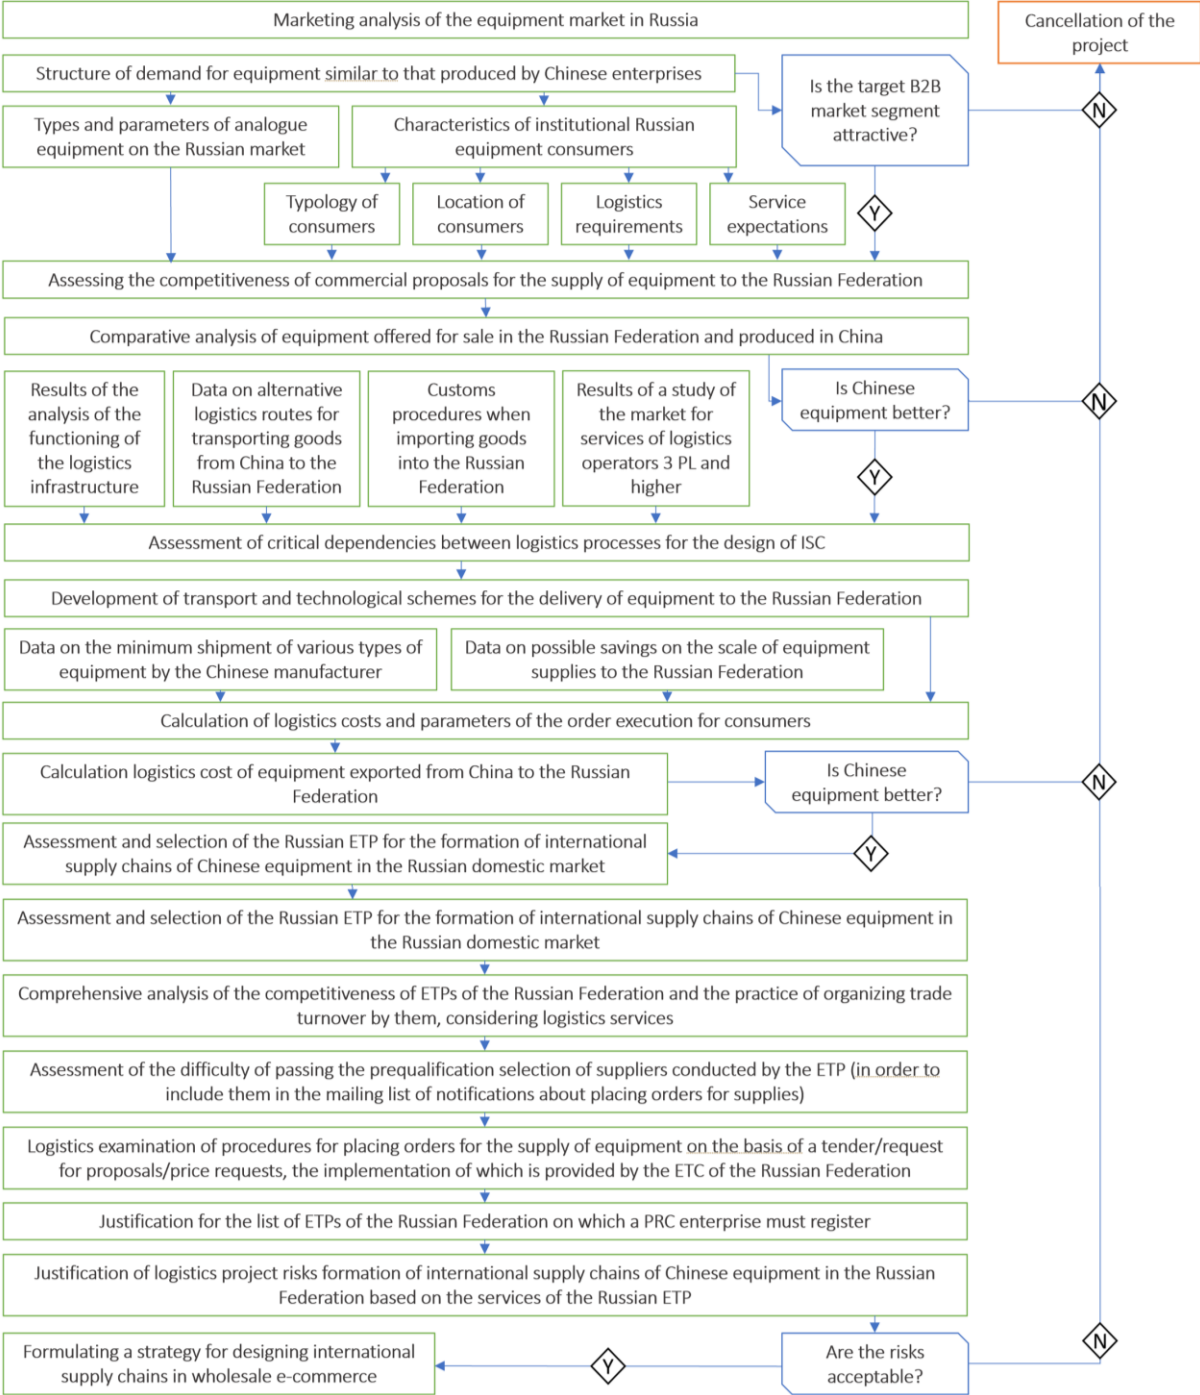 Marketing analysis of the equipment market in Russia
Cancellation of the
project
Structure of demand for equipment similar to that produced by Chinese enterprises
Is the target B2B
market segment
attractive?
N
Types and parameters of analogue
equipment on the Russian market
Characteristics of institutional Russian
equipment consumers
Typology of
consumers
Location of
consumers
Logistics
requirements
Service
expectations
Y
Assessing the competitiveness of commercial proposals for the supply of equipment to the Russian Federation
Comparative analysis of equipment offered for sale in the Russian Federation and produced in China
Results of the
analysis of the
functioning of
the logistics
infrastructure
Data on alternative
logistics routes for
transporting goods
from China to the
Russian Federation
Customs
procedures when
importing goods
into the Russian
Federation
Results of a study of
the market for
services of logistics
operators 3 PL and
higher
Is Chinese
equipment better?
N
Y
Assessment of critical dependencies between logistics processes for the design of ISC
Development of transport and technological schemes for the delivery of equipment to the Russian Federation
Data on the minimum shipment of various types of
equipment by the Chinese manufacturer
Data on possible savings on the scale of equipment
supplies to the Russian Federation
Calculation of logistics costs and parameters of the order execution for consumers
Calculation logistics cost of equipment exported from China to the Russian
Federation
Is Chinese
equipment better?
N
Assessment and selection of the Russian ETP for the formation of international
supply chains of Chinese equipment in the Russian domestic market
Y
Assessment and selection of the Russian ETP for the formation of international supply chains of Chinese equipment in
the Russian domestic market
Comprehensive analysis of the competitiveness of ETPs of the Russian Federation and the practice of organizing trade
turnover by them, considering logistics services
Assessment of the difficulty of passing the prequalification selection of suppliers conducted by the ETP (in order to
include them in the mailing list of notifications about placing orders for supplies)
Logistics examination of procedures for placing orders for the supply of equipment on the basis of a tender/request
for proposals/price requests, the implementation of which is provided by the ETC of the Russian Federation
Justification for the list of ETPs of the Russian Federation on which a PRC enterprise must register
Justification of logistics project risks formation of international supply chains of Chinese equipment in the Russian
Federation based on the services of the Russian ETP
Formulating a strategy for designing international
supply chains in wholesale e-commerce
Y
Are the risks
acceptable?
N